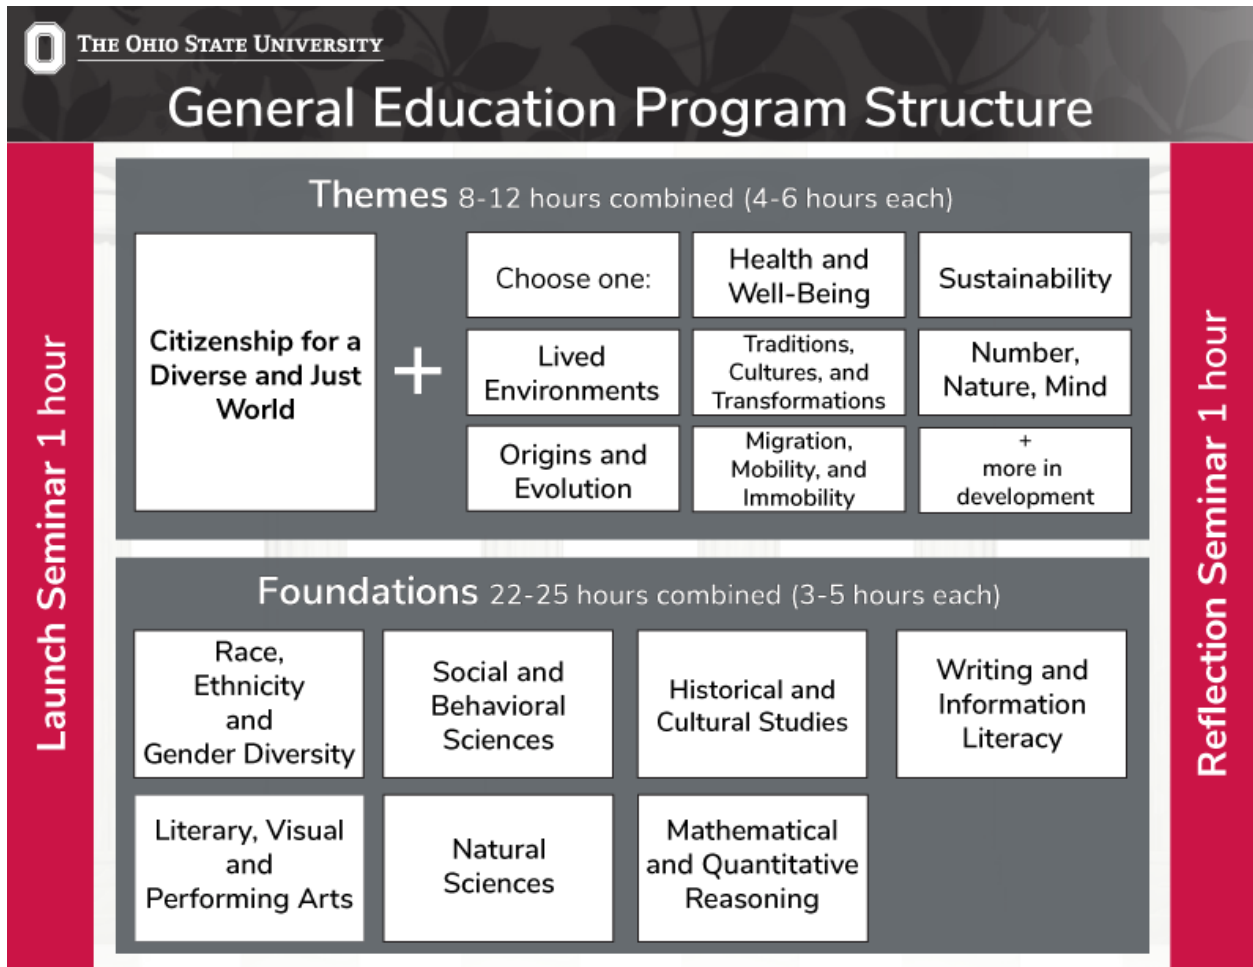 THE OHIO STATE UNIVERSITY
General Education Program Structure
Launch Seminar 1 hour
Themes 8-12 hours combined (4-6 hours each)
Citizenship for a
Diverse and Just
World
+
Choose one:
Health and
Well-Being
Sustainability
Lived
Environments
Traditions,
Cultures, and
Transformations
Number,
Nature, Mind
Origins and
Evolution
Migration,
Mobility, and
Immobility
+
more in
development
Foundations 22-25 hours combined (3-5 hours each)
Race,
Ethnicity
and
Gender Diversity
Social and
Behavioral
Sciences
Historical and
Cultural Studies
Writing and
Information
Literacy
Literary, Visual
and
Performing Arts
Natural
Sciences
Mathematical
and Quantitative
Reasoning
Reflection Seminar 1 hour